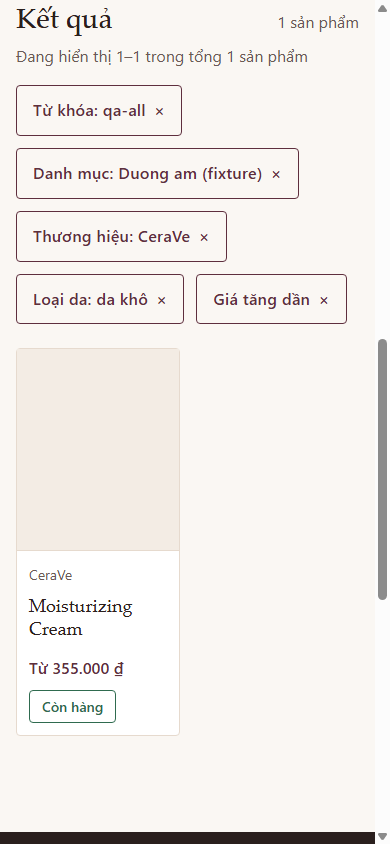 Kết quả
1 sản phẩm
Đang hiển thị 1–1 trong tổng 1 sản phẩm
Từ khóa: qa-all ×
Danh mục: Duong am (fixture) ×
Thương hiệu: CeraVe ×
Loại da: da khô ×
Giá tăng dần ×
CeraVe
Moisturizing
Cream
Từ 355.000 ₫
Còn hàng